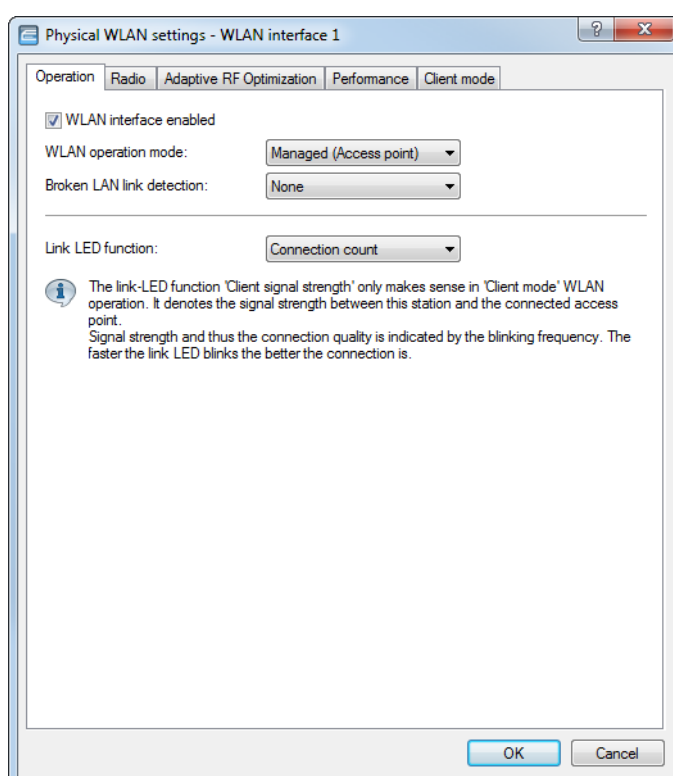 Physical WLAN settings - WLAN interface 1
Operation Radio Adaptive RF Optimization Performance Client mode
WLAN interface enabled
WLAN operation mode: Managed (Access point)
Broken LAN link detection: None
Link LED function: Connection count
The link-LED function 'Client signal strength' only makes sense in 'Client mode' WLAN
operation. It denotes the signal strength between this station and the connected access
point.
Signal strength and thus the connection quality is indicated by the blinking frequency. The
faster the link LED blinks the better the connection is.
OK Cancel